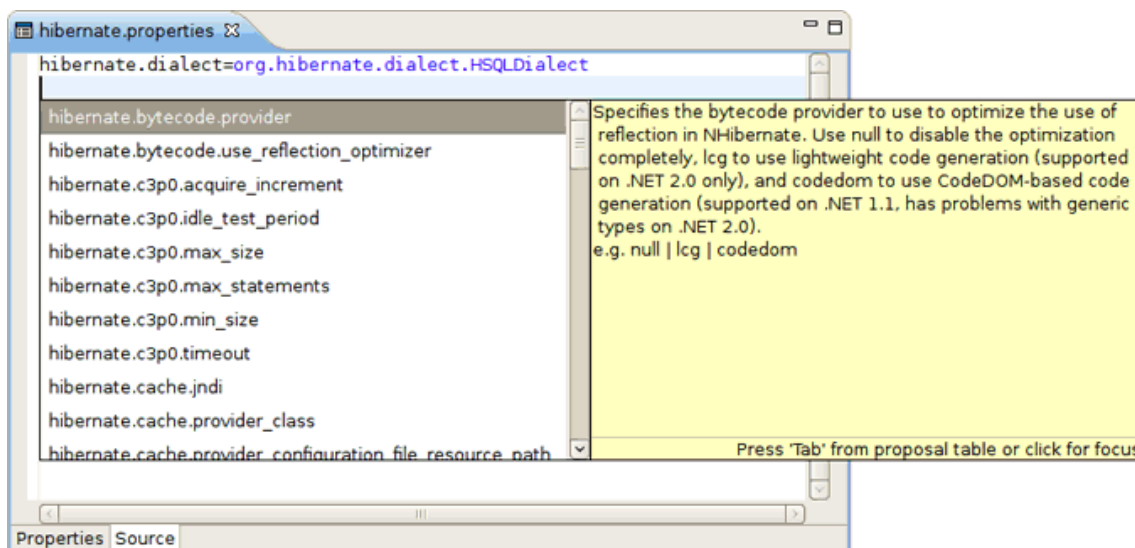 hibernate.properties
hibernate.dialect=org.hibernate.dialect.HSQLDialect
hibernate.bytecode.provider
hibernate.bytecode.use_reflection_optimizer
hibernate.c3p0.acquire_increment
hibernate.c3p0.idle_test_period
hibernate.c3p0.max_size
hibernate.c3p0.max_statements
hibernate.c3p0.min_size
hibernate.c3p0.timeout
hibernate.cache.jndi
hibernate.cache.provider_class
hibernate.cache.provider_configuration_file_resource_path
Specifies the bytecode provider to use to optimize the use of
reflection in NHibernate. Use null to disable the optimization
completely, lcg to use lightweight code generation (supported
on .NET 2.0 only), and codedom to use CodeDOM-based code
generation (supported on .NET 1.1, has problems with generic
types on .NET 2.0).
e.g. null | lcg | codedom
Press 'Tab' from proposal table or click for focus
Properties Source